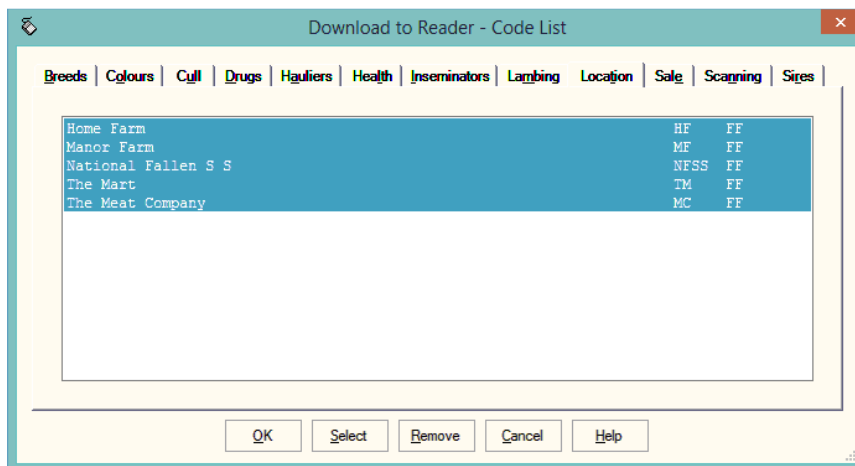 Download to Reader - Code List
Breeds Colours Cull Drugs Hauliers Health Inseminators Lambing Location Sale Scanning Sires
Home Farm HF FF
Manor Farm MF FF
National Fallen S S NFSS FF
The Mart TM FF
The Meat Company MC FF
OK Select Remove Cancel Help